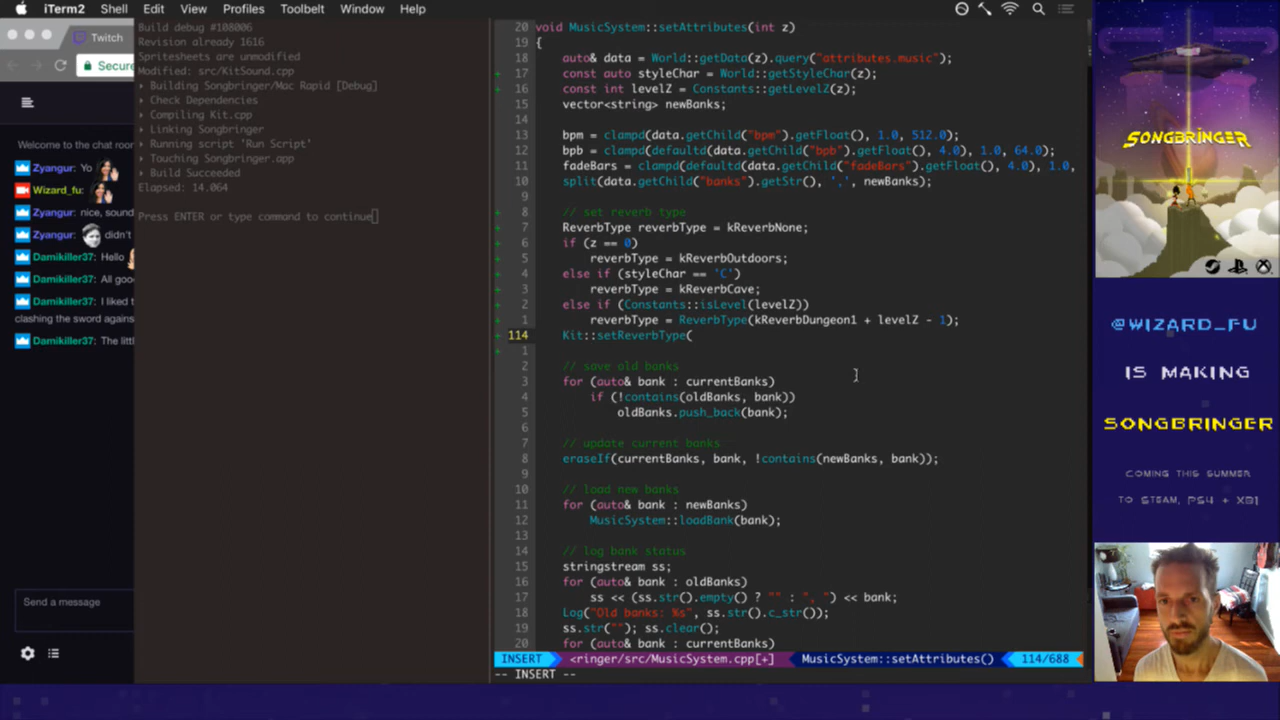 iTerm2 Shell Edit View Profiles Toolbelt Window Help
Twitch
Secure
Welcome to the chat room
Zyangur: Yo
Wizard_fu:
Zyangur: nice, sound
Zyangur: didn't
Damikiller37: Hello
Damikiller37: All goo
Damikiller37: I liked t
clashing the sword against
Damikiller37: The littl
Send a message
Build debug #108006
Revision already 1616
Spritesheets are unmodified
Modified: src/KitSound.cpp
Building Songbringer/Mac Rapid [Debug]
Check Dependencies
Compiling Kit.cpp
Linking Songbringer
Running script 'Run Script'
Touching Songbringer.app
Build Succeeded
Elapsed: 14.064
Press ENTER or type command to continue
20 void MusicSystem::setAttributes(int z)
19 {
18 auto& data = World::getData(z).query("attributes.music");
17 const auto styleChar = World::getStyleChar(z);
16 const int levelZ = Constants::getLevelZ(z);
15 vector<string> newBanks;
14
13 bpm = clampd(data.getChild("bpm").getFloat(), 1.0, 512.0);
12 bpb = clampd(defaultd(data.getChild("bpb").getFloat(), 4.0), 1.0, 64.0);
11 fadeBars = clampd(defaultd(data.getChild("fadeBars").getFloat(), 4.0), 1.0,
10 split(data.getChild("banks").getStr(), ',', newBanks);
9
8 // set reverb type
7 ReverbType reverbType = kReverbNone;
6 if (z == 0)
5 reverbType = kReverbOutdoors;
4 else if (styleChar == 'C')
3 reverbType = kReverbCave;
2 else if (Constants::isLevel(levelZ))
1 reverbType = ReverbType(kReverbDungeon1 + levelZ - 1);
114 Kit::setReverbType(
1
2 // save old banks
3 for (auto& bank : currentBanks)
4 if (!contains(oldBanks, bank))
5 oldBanks.push_back(bank);
6
7 // update current banks
8 eraseIf(currentBanks, bank, !contains(newBanks, bank));
9
10 // load new banks
11 for (auto& bank : newBanks)
12 MusicSystem::loadBank(bank);
13
14 // log bank status
15 stringstream ss;
16 for (auto& bank : oldBanks)
17 ss << (ss.str().empty() ? "" : ", ") << bank;
18 Log("Old banks: %s", ss.str().c_str());
19 ss.str(""); ss.clear();
20 for (auto& bank : currentBanks)
INSERT <ringer/src/MusicSystem.cpp[+] MusicSystem::setAttributes() 114/688
-- INSERT --
SONGBRINGER
@WIZARD_FU
IS MAKING
SONGBRINGER
COMING THIS SUMMER
TO STEAM, PS4 + XB1